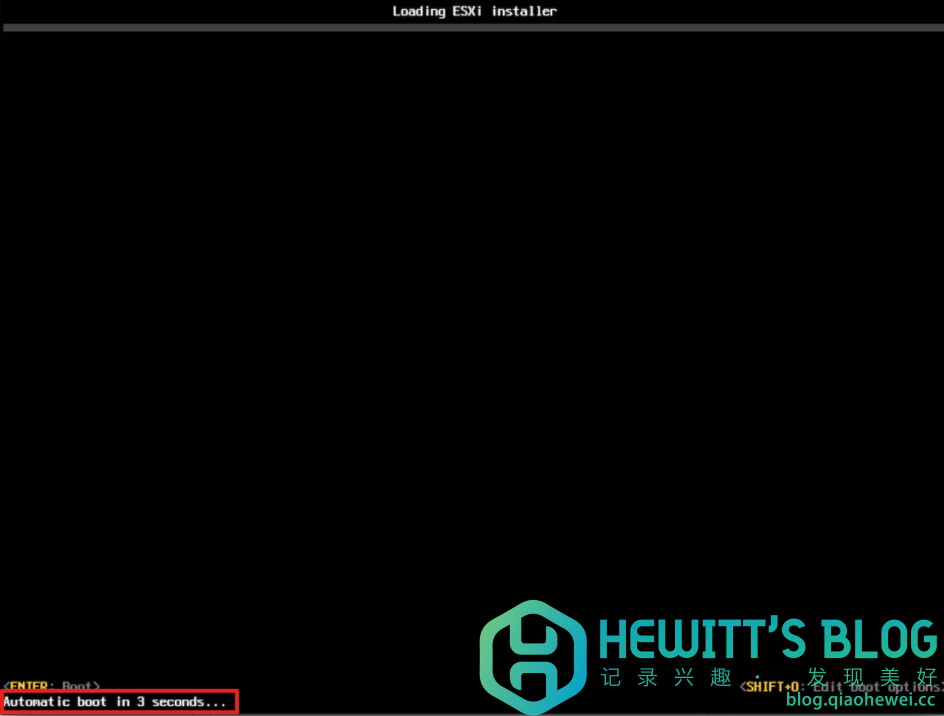 Loading ESXi installer
HEWITT'S BLOG
记录兴趣·发现美好
<ENTER: Boot>
<SHIFT+O: Edit boot options>
Automatic boot in 3 seconds...
blog.qiaohewei.cc